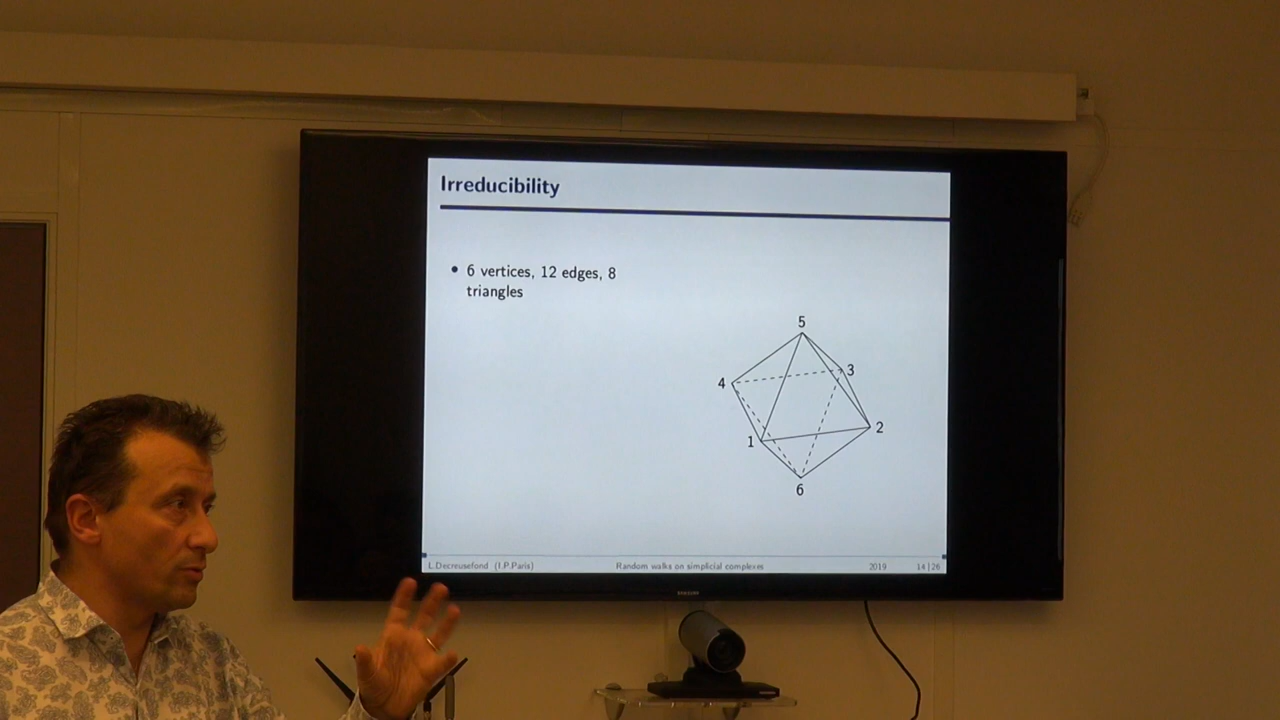 Irreducibility
• 6 vertices, 12 edges, 8
triangles
5
3
4
2
1
6
L.Decreusefond (I.P.Paris) Random walks on simplicial complexes 2019 14|26